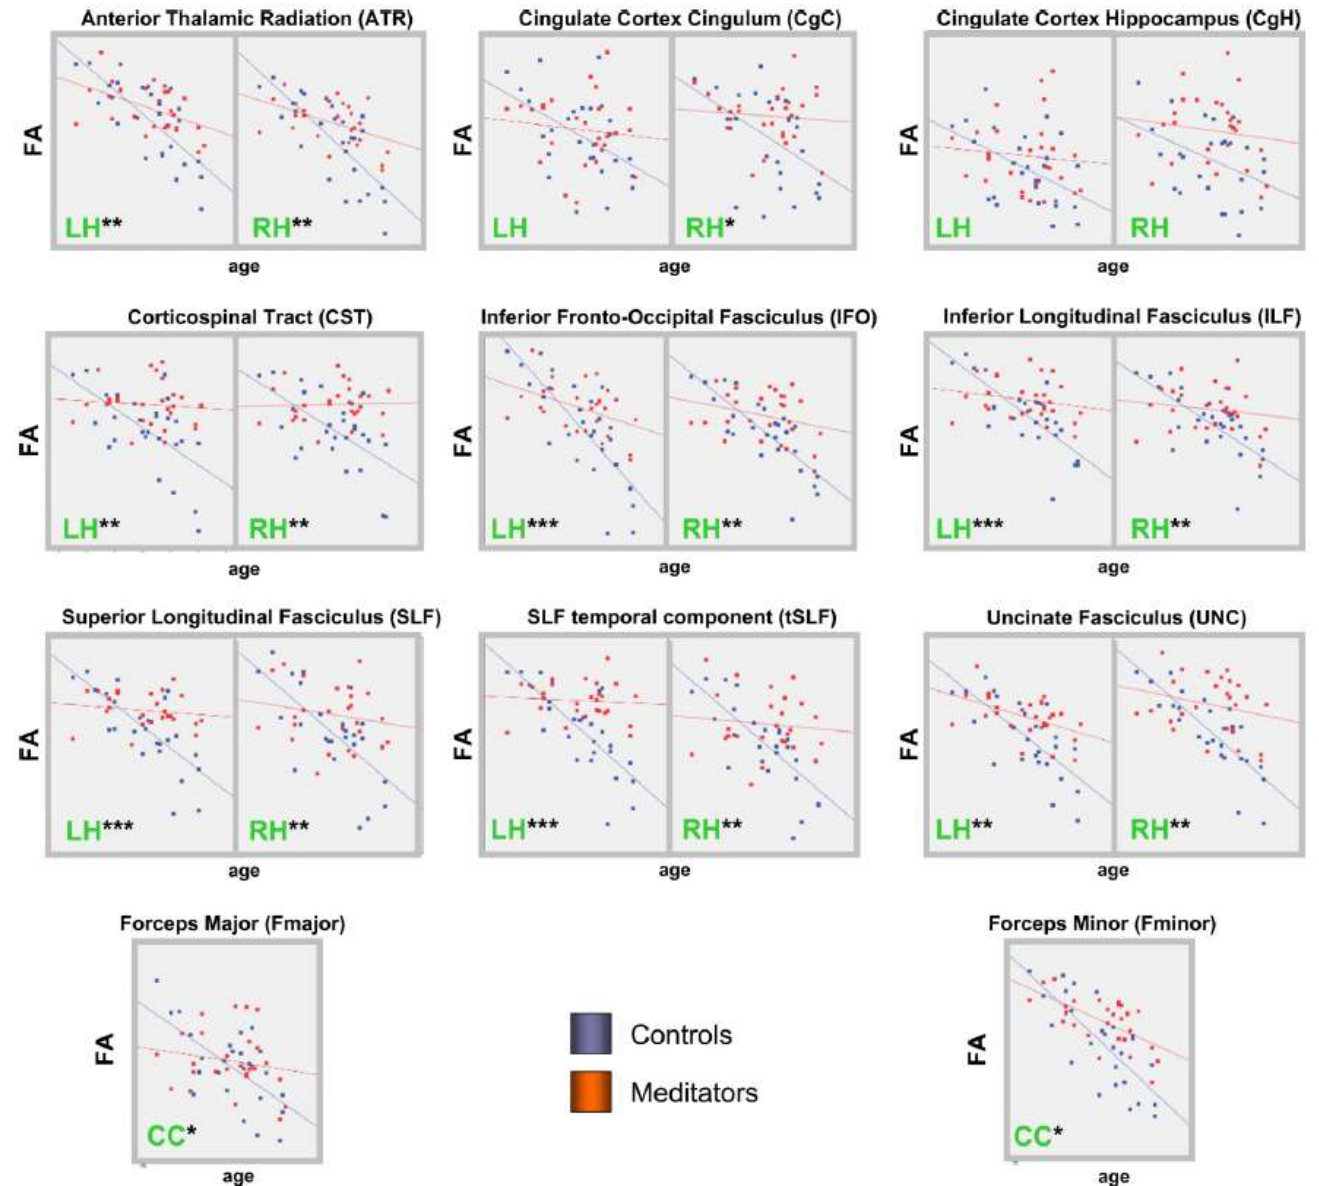 Anterior Thalamic Radiation (ATR)
Cingulate Cortex Cingulum (CgC)
Cingulate Cortex Hippocampus (CgH)
FA
LH**
RH**
age
FA
LH
RH*
age
FA
LH
RH
age
Corticospinal Tract (CST)
Inferior Fronto-Occipital Fasciculus (IFO)
Inferior Longitudinal Fasciculus (ILF)
FA
LH**
RH**
age
FA
LH***
RH**
age
FA
LH***
RH**
age
Superior Longitudinal Fasciculus (SLF)
SLF temporal component (tSLF)
Uncinate Fasciculus (UNC)
FA
LH***
RH**
age
FA
LH***
RH**
age
FA
LH**
RH**
age
Forceps Major (Fmajor)
Forceps Minor (Fminor)
FA
CC*
age
Controls
Meditators
FA
CC*
age